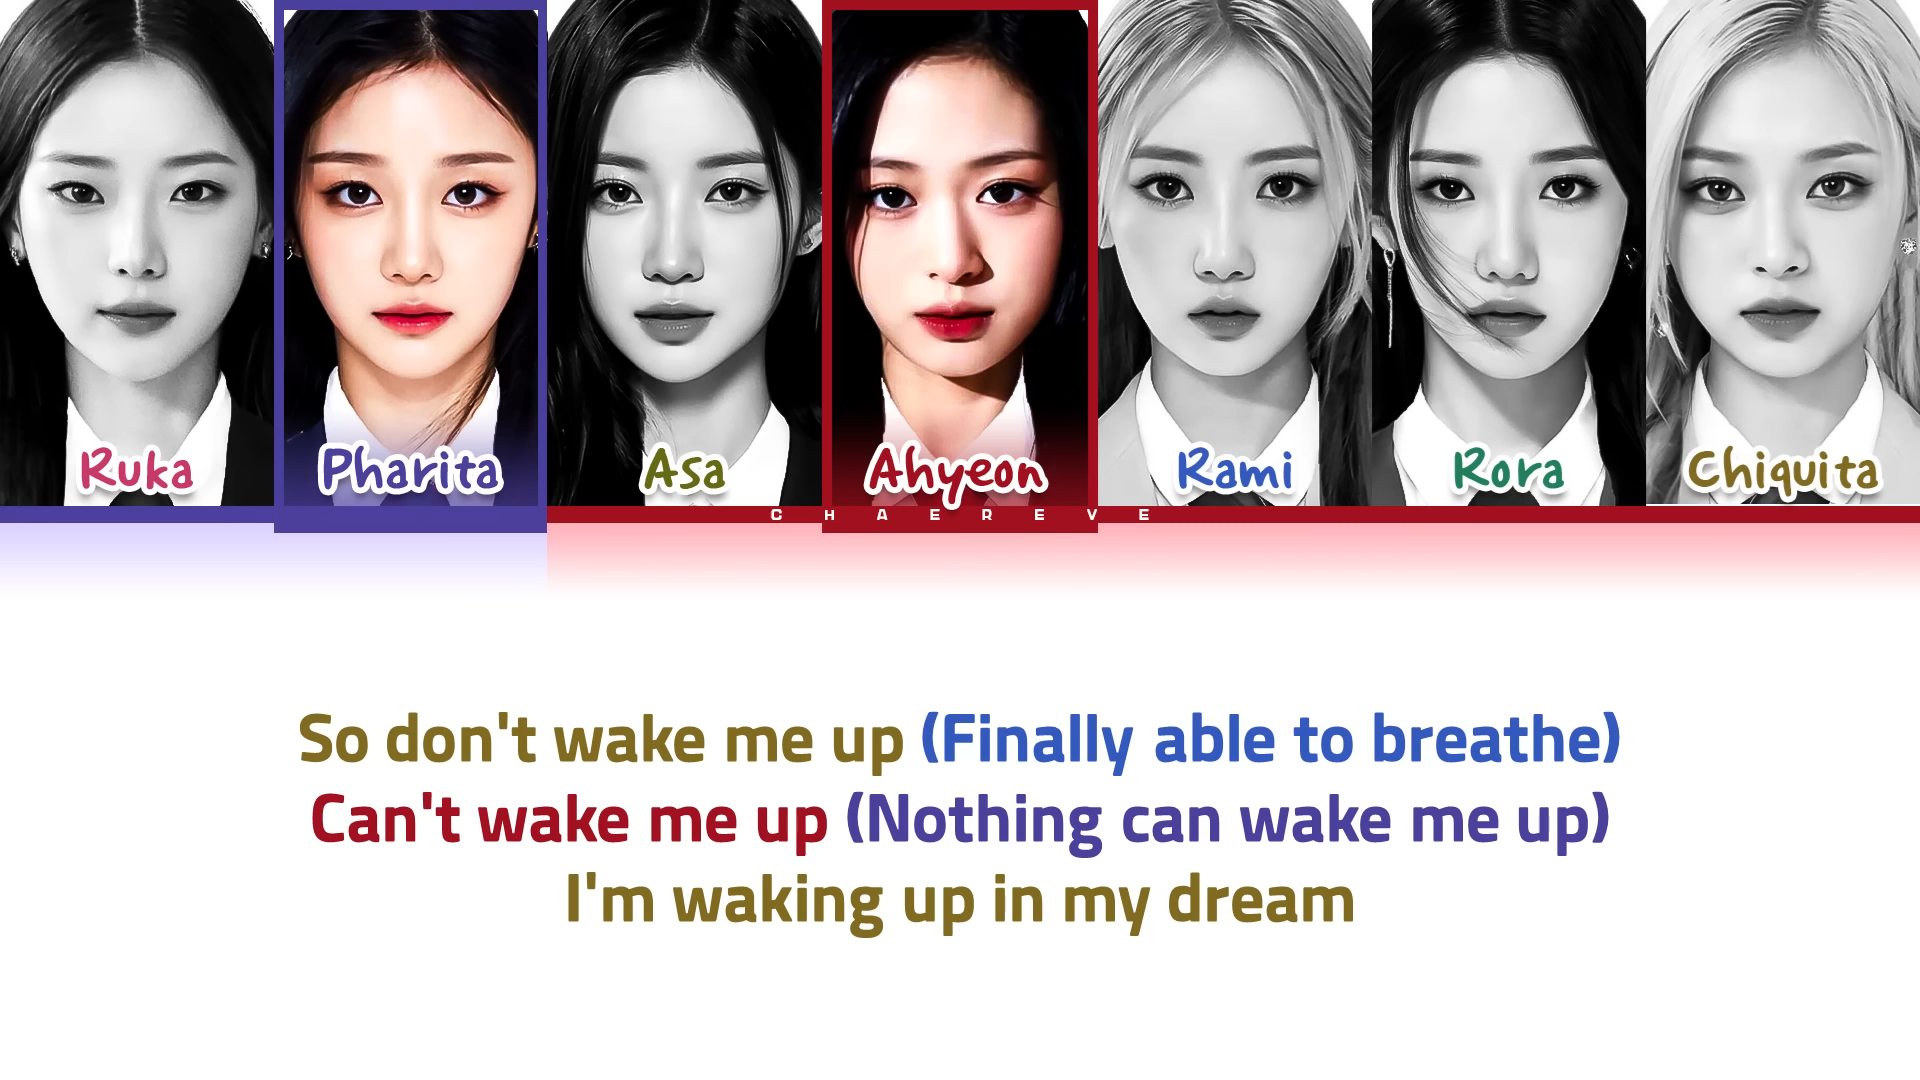 Ruka Pharita Asa Ahyeon Rami Rora Chiquita
CHAEREVE
So don't wake me up (Finally able to breathe)
Can't wake me up (Nothing can wake me up)
I'm waking up in my dream